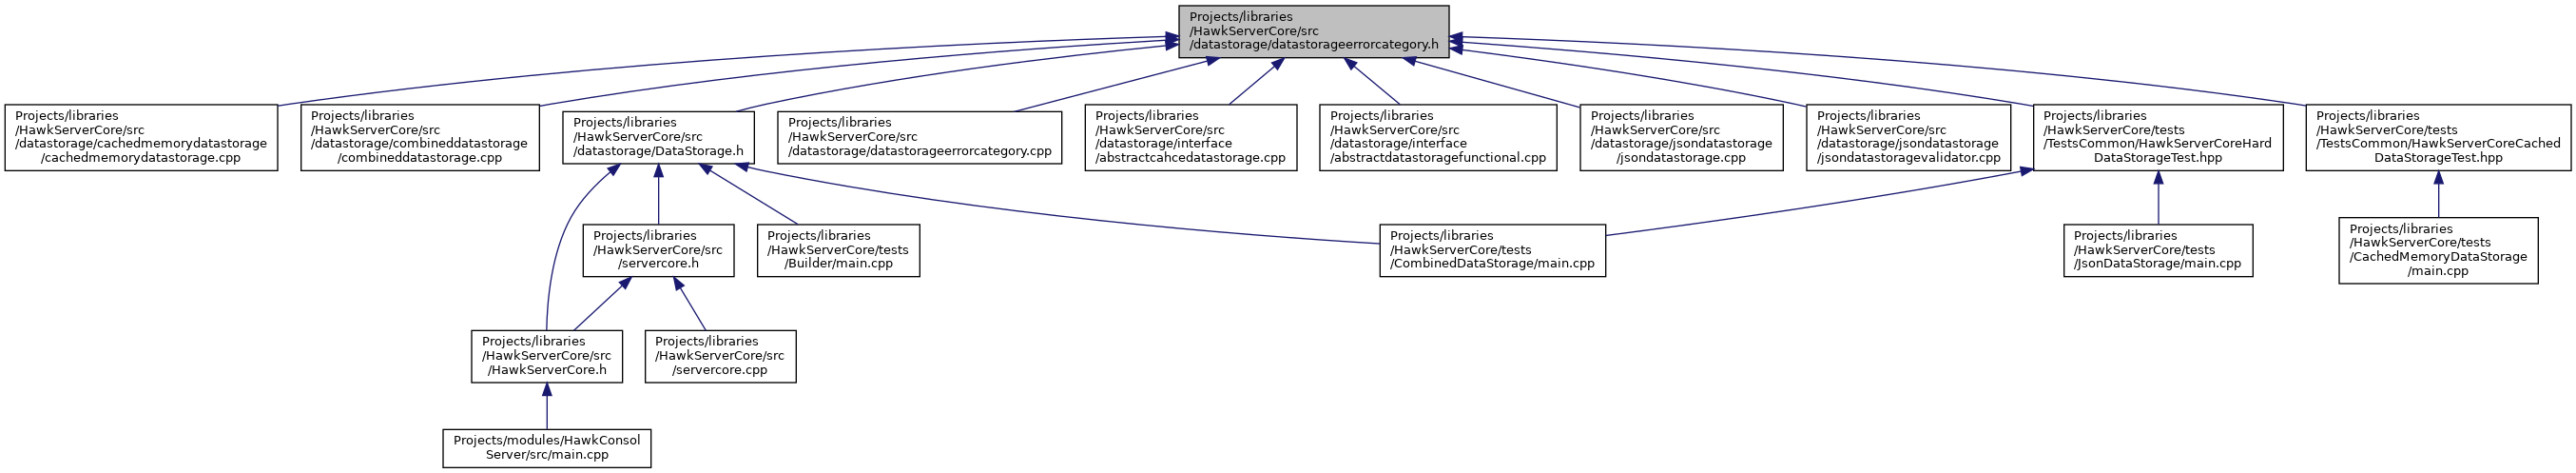 Projects/libraries
/HawkServerCore/src
/datastorage/datastorageerrorcategory.h
Projects/libraries
/HawkServerCore/src
/datastorage/cachedmemorydatastorage
/cachedmemorydatastorage.cpp
Projects/libraries
/HawkServerCore/src
/datastorage/combineddatastorage
/combineddatastorage.cpp
Projects/libraries
/HawkServerCore/src
/datastorage/DataStorage.h
Projects/libraries
/HawkServerCore/src
/datastorage/datastorageerrorcategory.cpp
Projects/libraries
/HawkServerCore/src
/datastorage/interface
/abstractcahcedatastorage.cpp
Projects/libraries
/HawkServerCore/src
/datastorage/interface
/abstractdatastoragefunctional.cpp
Projects/libraries
/HawkServerCore/src
/datastorage/jsondatastorage
/jsondatastorage.cpp
Projects/libraries
/HawkServerCore/src
/datastorage/jsondatastorage
/jsondatastoragevalidator.cpp
Projects/libraries
/HawkServerCore/tests
/TestsCommon/HawkServerCoreHard
DataStorageTest.hpp
Projects/libraries
/HawkServerCore/tests
/TestsCommon/HawkServerCoreCached
DataStorageTest.hpp
Projects/libraries
/HawkServerCore/src
/servercore.h
Projects/libraries
/HawkServerCore/tests
/Builder/main.cpp
Projects/libraries
/HawkServerCore/tests
/CombinedDataStorage/main.cpp
Projects/libraries
/HawkServerCore/tests
/JsonDataStorage/main.cpp
Projects/libraries
/HawkServerCore/tests
/CachedMemoryDataStorage
/main.cpp
Projects/libraries
/HawkServerCore/src
/HawkServerCore.h
Projects/libraries
/HawkServerCore/src
/servercore.cpp
Projects/modules/HawkConsol
Server/src/main.cpp